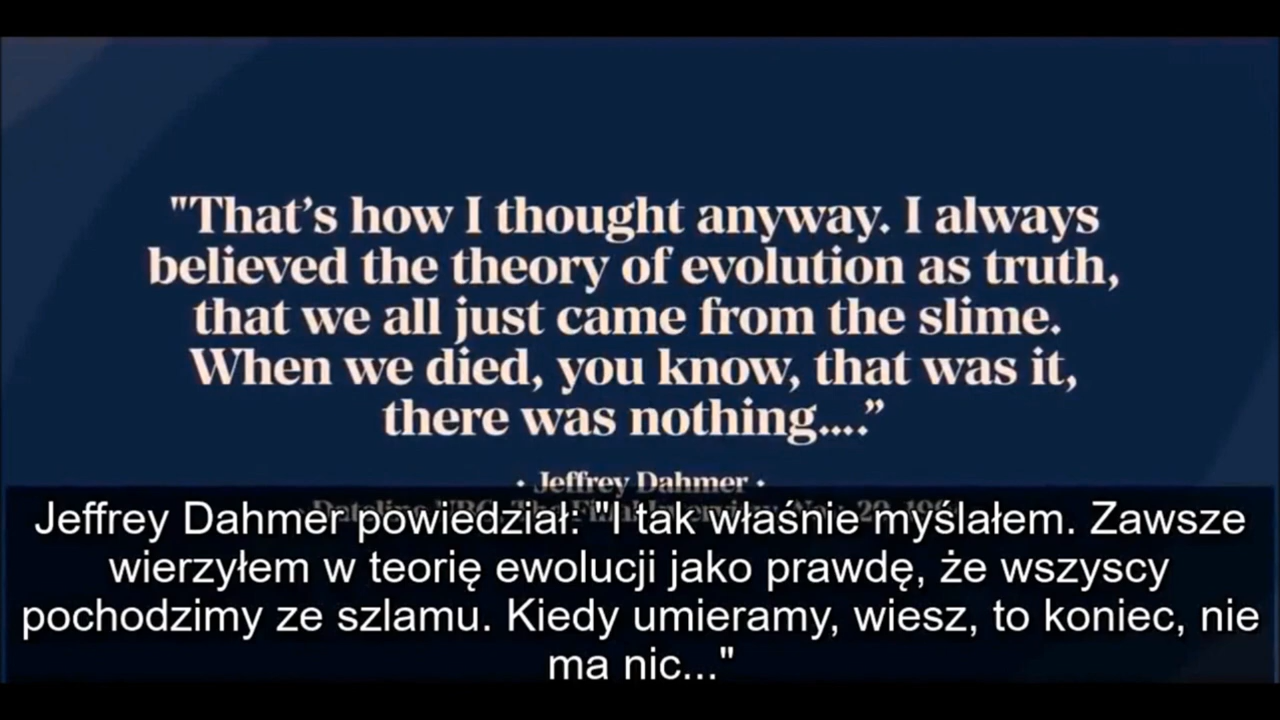 "That’s how I thought anyway. I always
believed the theory of evolution as truth,
that we all just came from the slime.
When we died, you know, that was it,
there was nothing....”
· Jeffrey Dahmer ·
Jeffrey Dahmer powiedział: "I tak właśnie myślałem. Zawsze
wierzyłem w teorię ewolucji jako prawdę, że wszyscy
pochodzimy ze szlamu. Kiedy umieramy, wiesz, to koniec, nie
ma nic..."